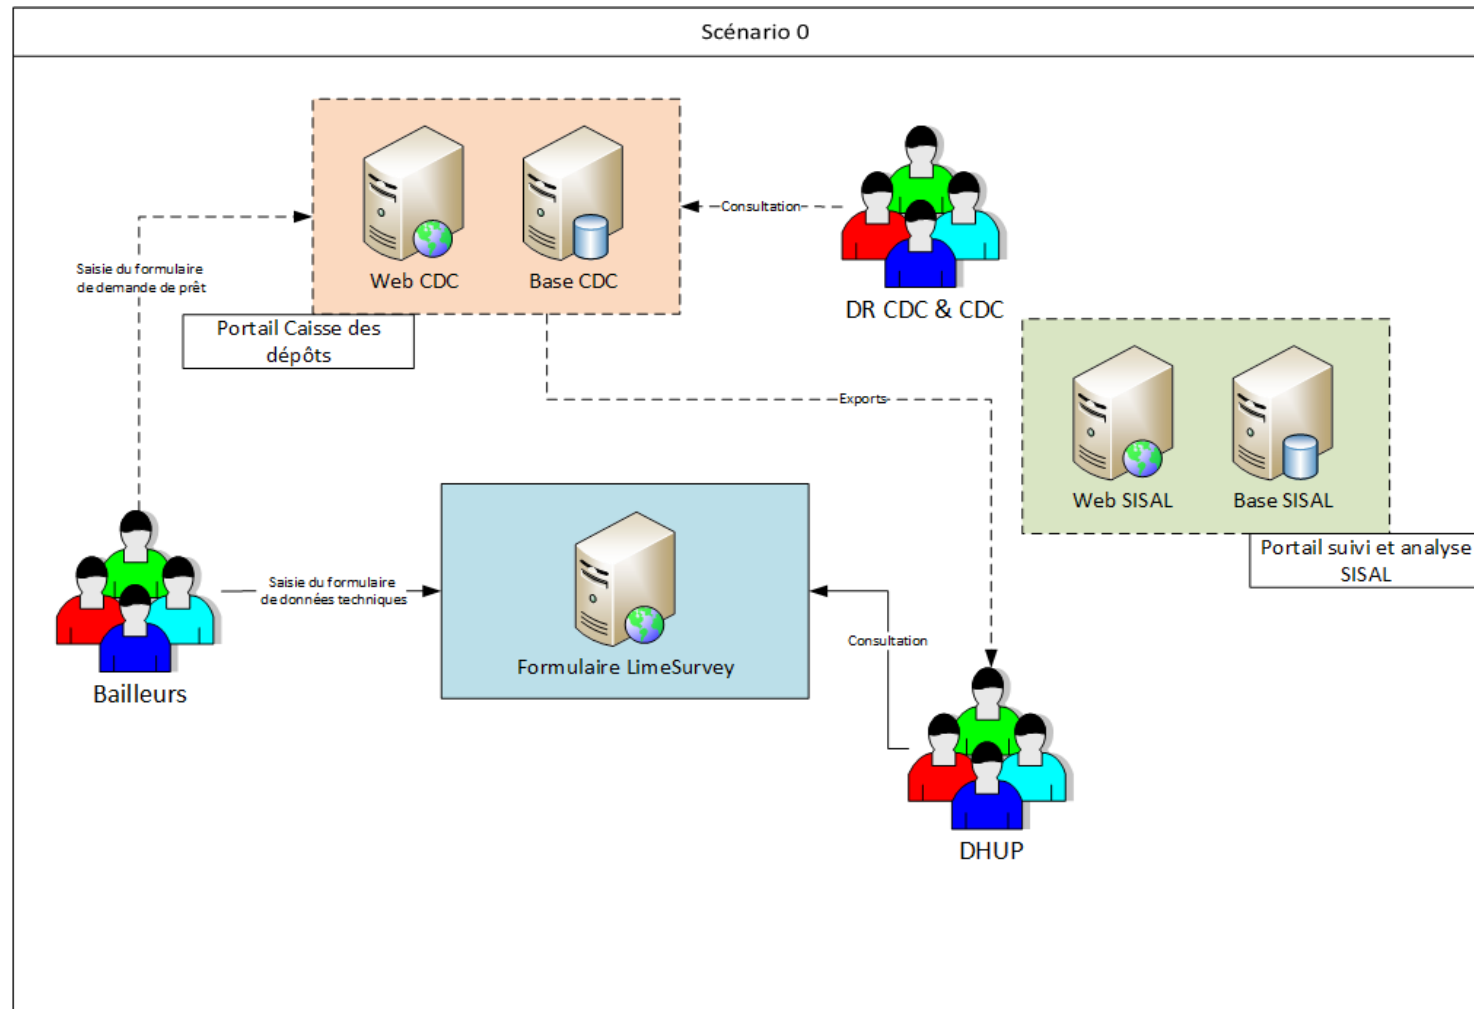 Scénario 0
Web CDC
Base CDC
Consultation
DR CDC & CDC
Saisie du formulaire
de demande de prêt
Portail Caisse des
dépôts
Exports
Web SISAL
Base SISAL
Portail suivi et analyse
SISAL
Saisie du formulaire
de données techniques
Formulaire LimeSurvey
Consultation
Bailleurs
DHUP